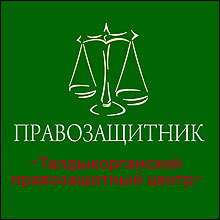 ПРАВОЗАЩИТНИК
"Талдыкорганский
правозащитный центр"